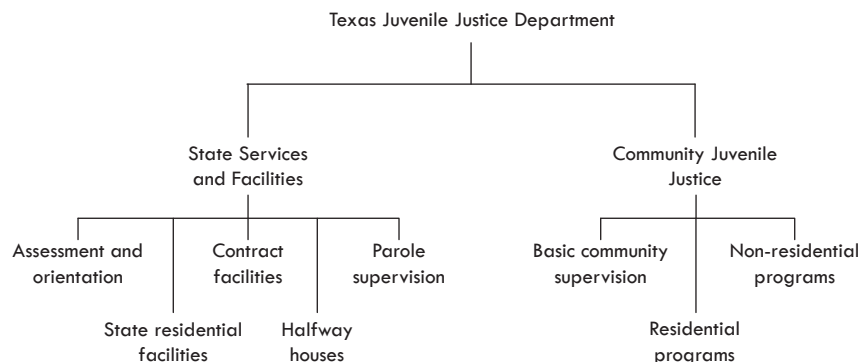 Texas Juvenile Justice Department
State Services
and Facilities
Community Juvenile
Justice
Assessment and
orientation
Contract
facilities
Parole
supervision
Basic community
supervision
Non-residential
programs
State residential
facilities
Halfway
houses
Residential
programs